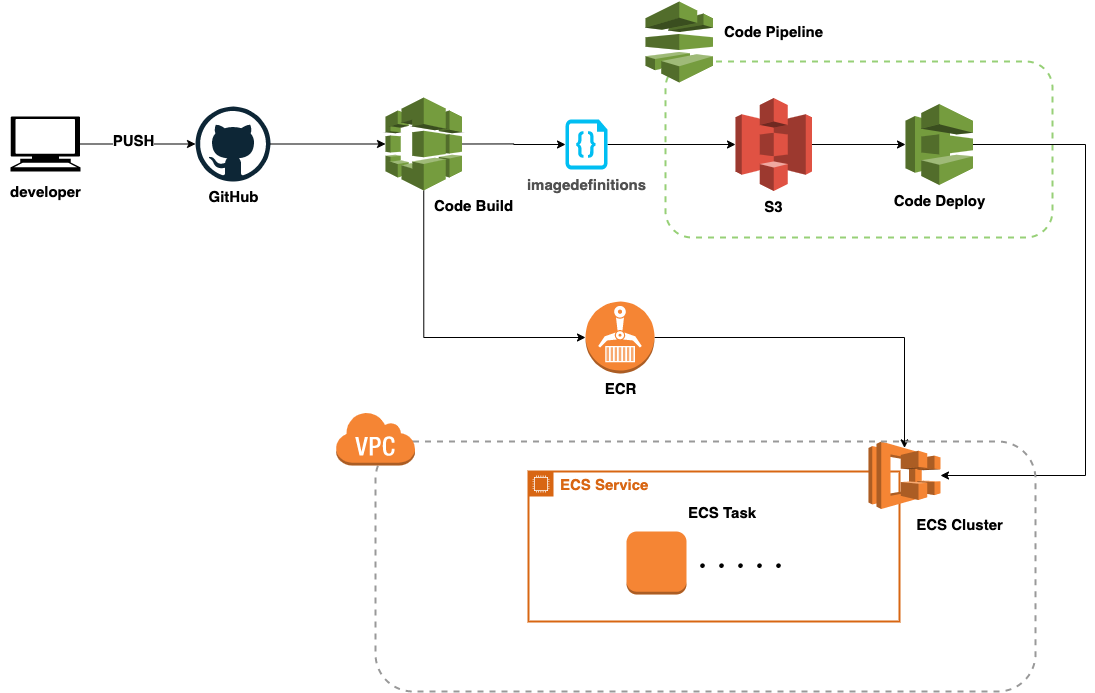 Code Pipeline
PUSH
developer
GitHub
Code Build
{}
imagedefinitions
S3
Code Deploy
ECR
VPC
ECS Service
ECS Task
ECS Cluster